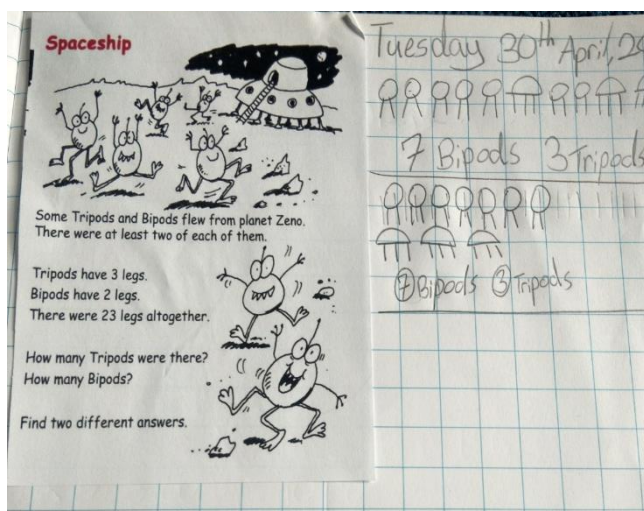 Spaceship
Some Tripods and Bipods flew from planet Zeno.
There were at least two of each of them.
Tripods have 3 legs.
Bipods have 2 legs.
There were 23 legs altogether.
How many Tripods were there?
How many Bipods?
Find two different answers.
Tuesday 30th April, 20
7 Bipods 3 Tripods
7 Bipods 3 Tripods